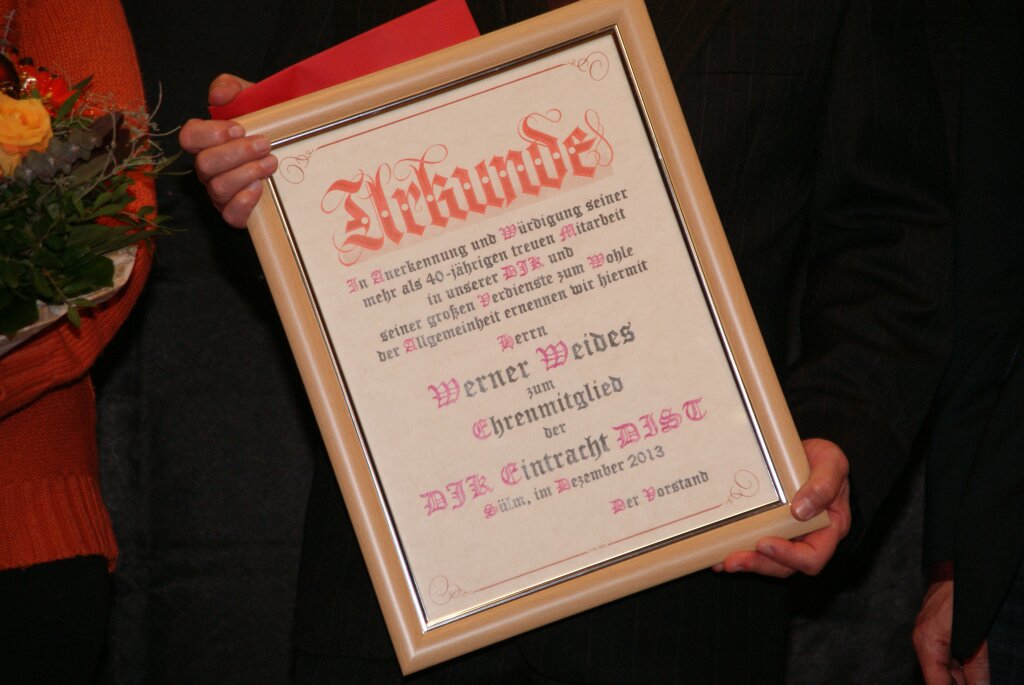 Urkunde
In Anerkennung und Würdigung seiner
mehr als 40-jährigen treuen Mitarbeit
in unserer DJK und
seiner großen Verdienste zum Wohle
der Allgemeinheit ernennen wir hiermit
Herrn
Werner Weides
zum
Ehrenmitglied
der
DJK Eintracht DIST
Sülm, im Dezember 2013
Der Vorstand